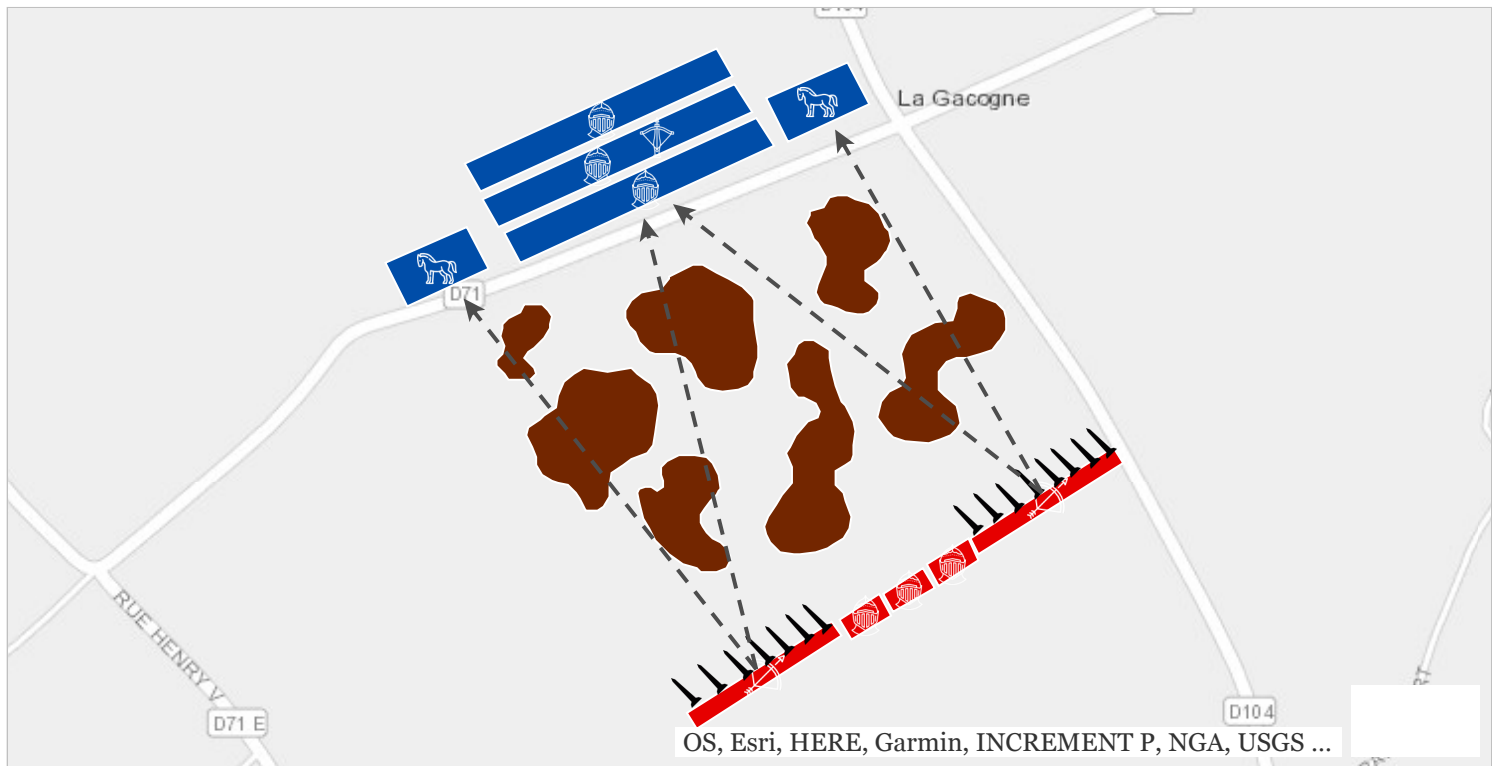 La Gacogne
D71
RUE HENRY V
D71 E
D104
OS, Esri, HERE, Garmin, INCREMENT P, NGA, USGS ...